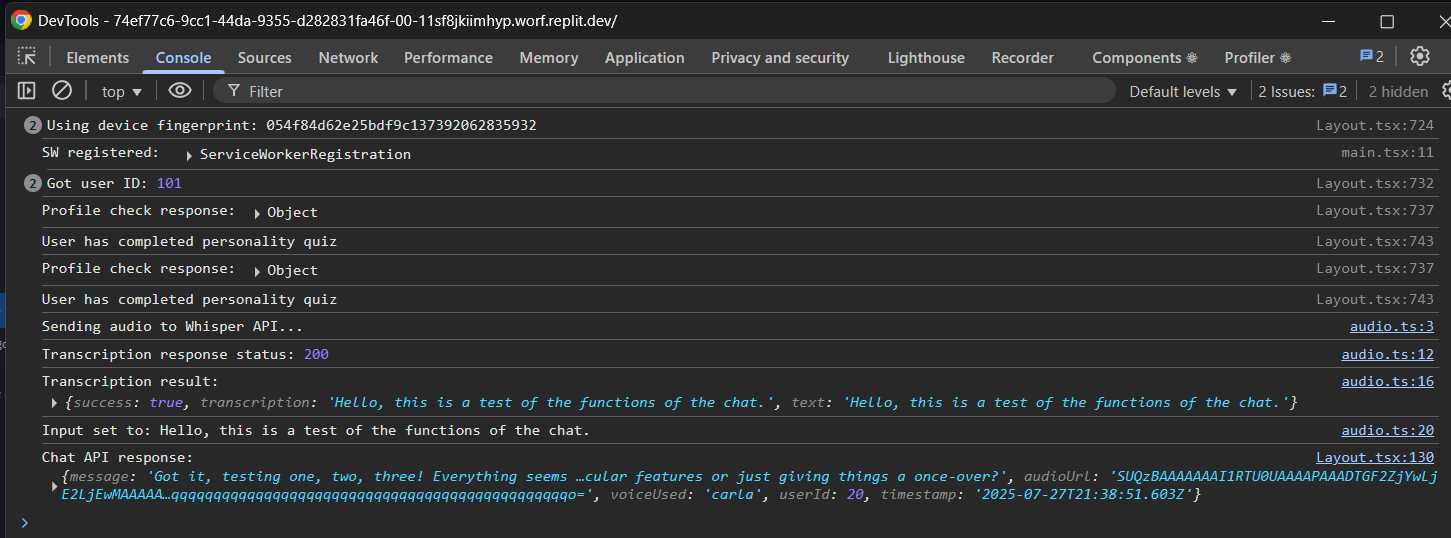 DevTools - 74ef77c6-9cc1-44da-9355-d282831fa46f-00-11sf8jkiimhyp.worf.replit.dev/
Elements Console Sources Network Performance Memory Application Privacy and security Lighthouse Recorder Components Profiler 2
top Filter Default levels 2 Issues: 2 2 hidden
2 Using device fingerprint: 054f84d62e25bdf9c137392062835932 Layout.tsx:724
SW registered: ServiceWorkerRegistration main.tsx:11
2 Got user ID: 101 Layout.tsx:732
Profile check response: Object Layout.tsx:737
User has completed personality quiz Layout.tsx:743
Profile check response: Object Layout.tsx:737
User has completed personality quiz Layout.tsx:743
Sending audio to Whisper API... audio.ts:3
Transcription response status: 200 audio.ts:12
Transcription result: audio.ts:16
{success: true, transcription: 'Hello, this is a test of the functions of the chat.', text: 'Hello, this is a test of the functions of the chat.'}
Input set to: Hello, this is a test of the functions of the chat. audio.ts:20
Chat API response: Layout.tsx:130
{message: 'Got it, testing one, two, three! Everything seems …cular features or just giving things a once-over?', audioUrl: 'SUQzBAAAAAAAI1RTU0UAAAAPAAADTGF2ZjYwLj
E2LjEwMAAAAA…qqqqqqqqqqqqqqqqqqqqqqqqqqqqqqqqqqqqqqqqqqqqqqqo=', voiceUsed: 'carla', userId: 20, timestamp: '2025-07-27T21:38:51.603Z'}